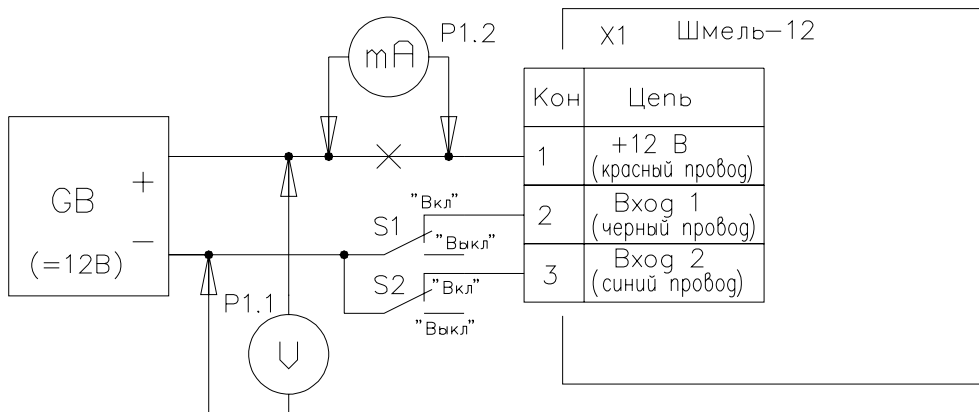 P1.2
mA
X1 Шмель-12
Кон Цепь
1 +12 В
(красный провод)
2 Вход 1
(черный провод)
3 Вход 2
(синий провод)
GB
+
−
(=12В)
S1 "Вкл"
"Выкл"
S2 "Вкл"
"Выкл"
P1.1
V